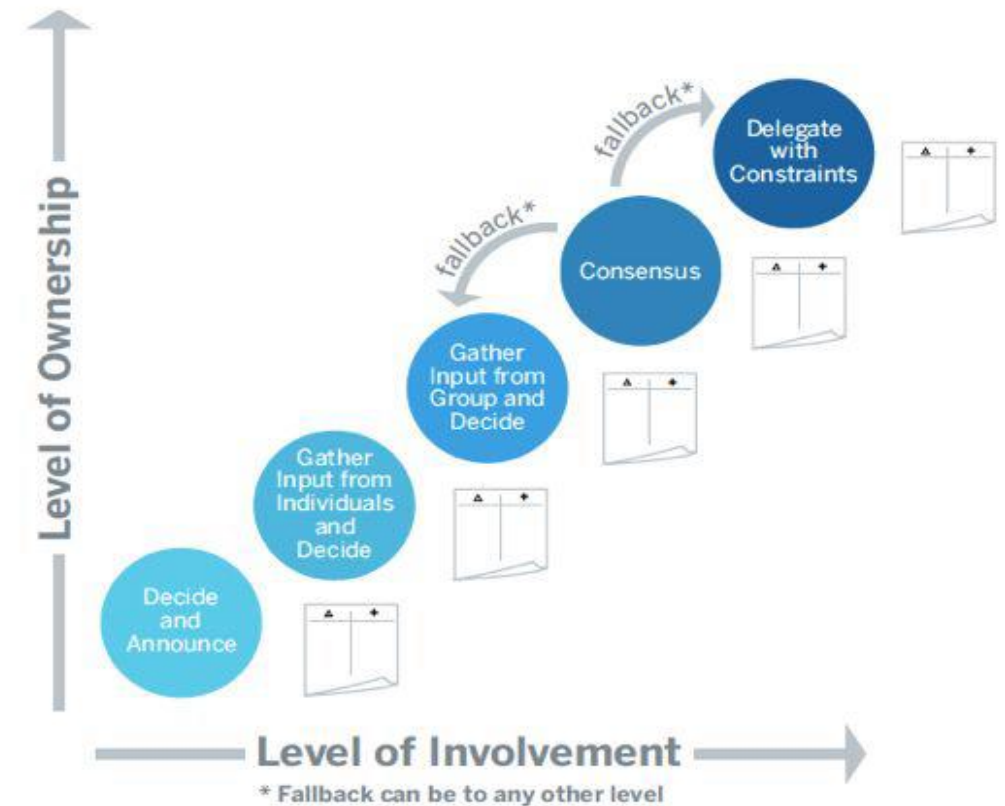 Level of Ownership
fallback*
Delegate
with
Constraints
fallback*
Consensus
Gather
Input from
Group and
Decide
Gather
Input from
Individuals
and
Decide
Decide
and
Announce
Level of Involvement
* Fallback can be to any other level